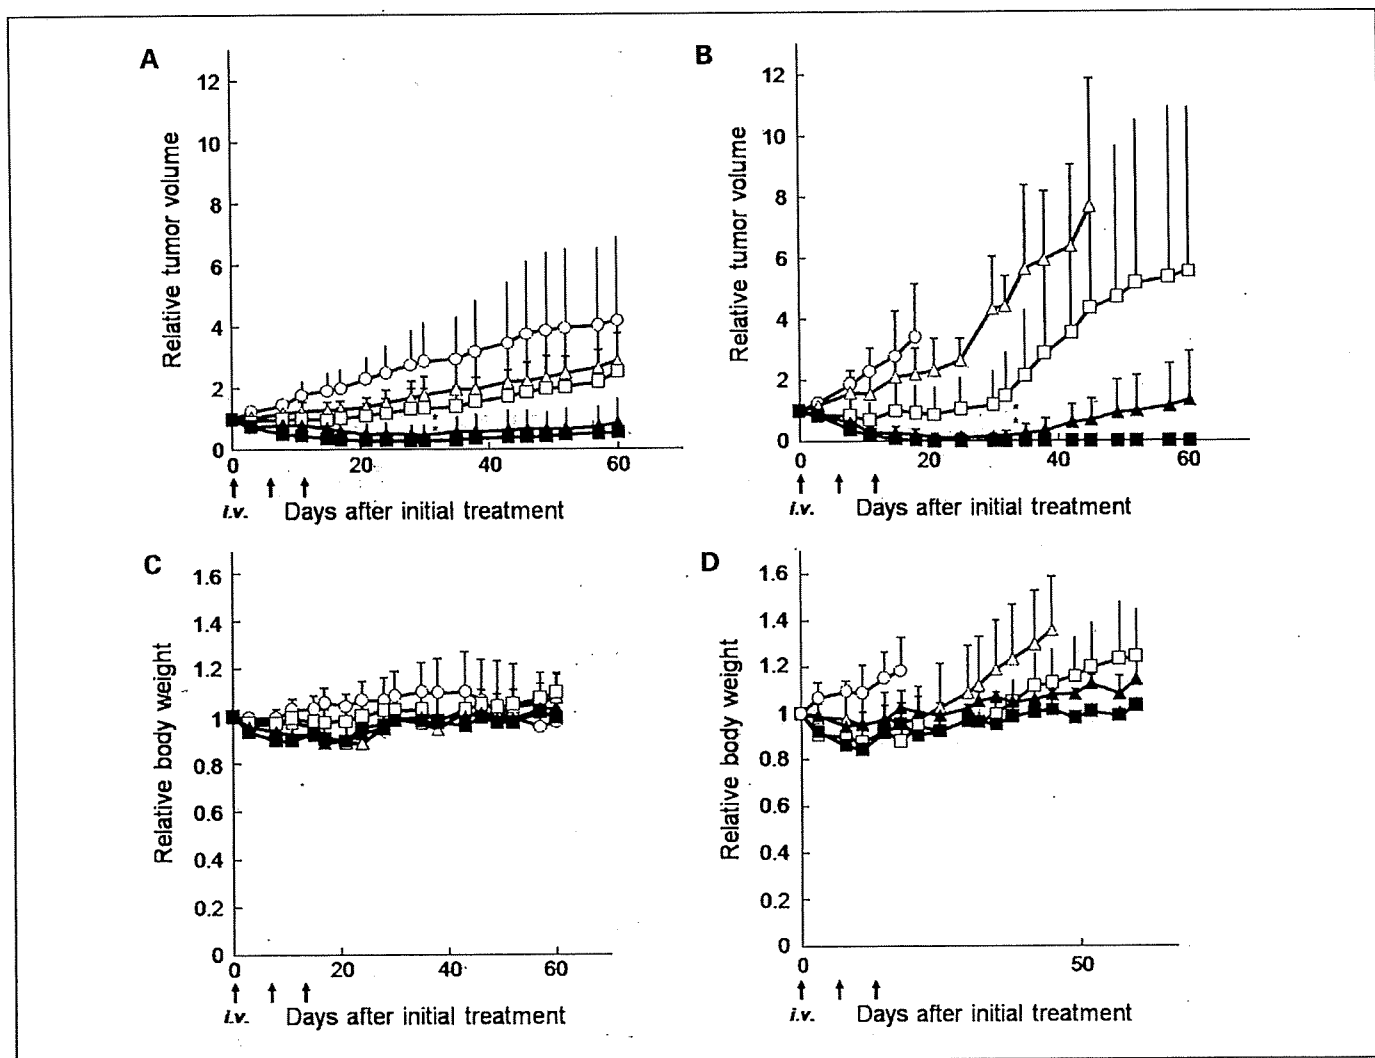 A
Relative tumor volume
12
10
8
6
4
2
0
0 20 40 60
i.v. Days after initial treatment
B
Relative tumor volume
12
10
8
6
4
2
0
0 20 40 60
i.v. Days after initial treatment
C
Relative body weight
1.6
1.4
1.2
1
0.8
0.6
0.4
0.2
0
0 20 40 60
i.v. Days after initial treatment
D
Relative body weight
1.6
1.4
1.2
1
0.8
0.6
0.4
0.2
0
0 50
i.v. Days after initial treatment